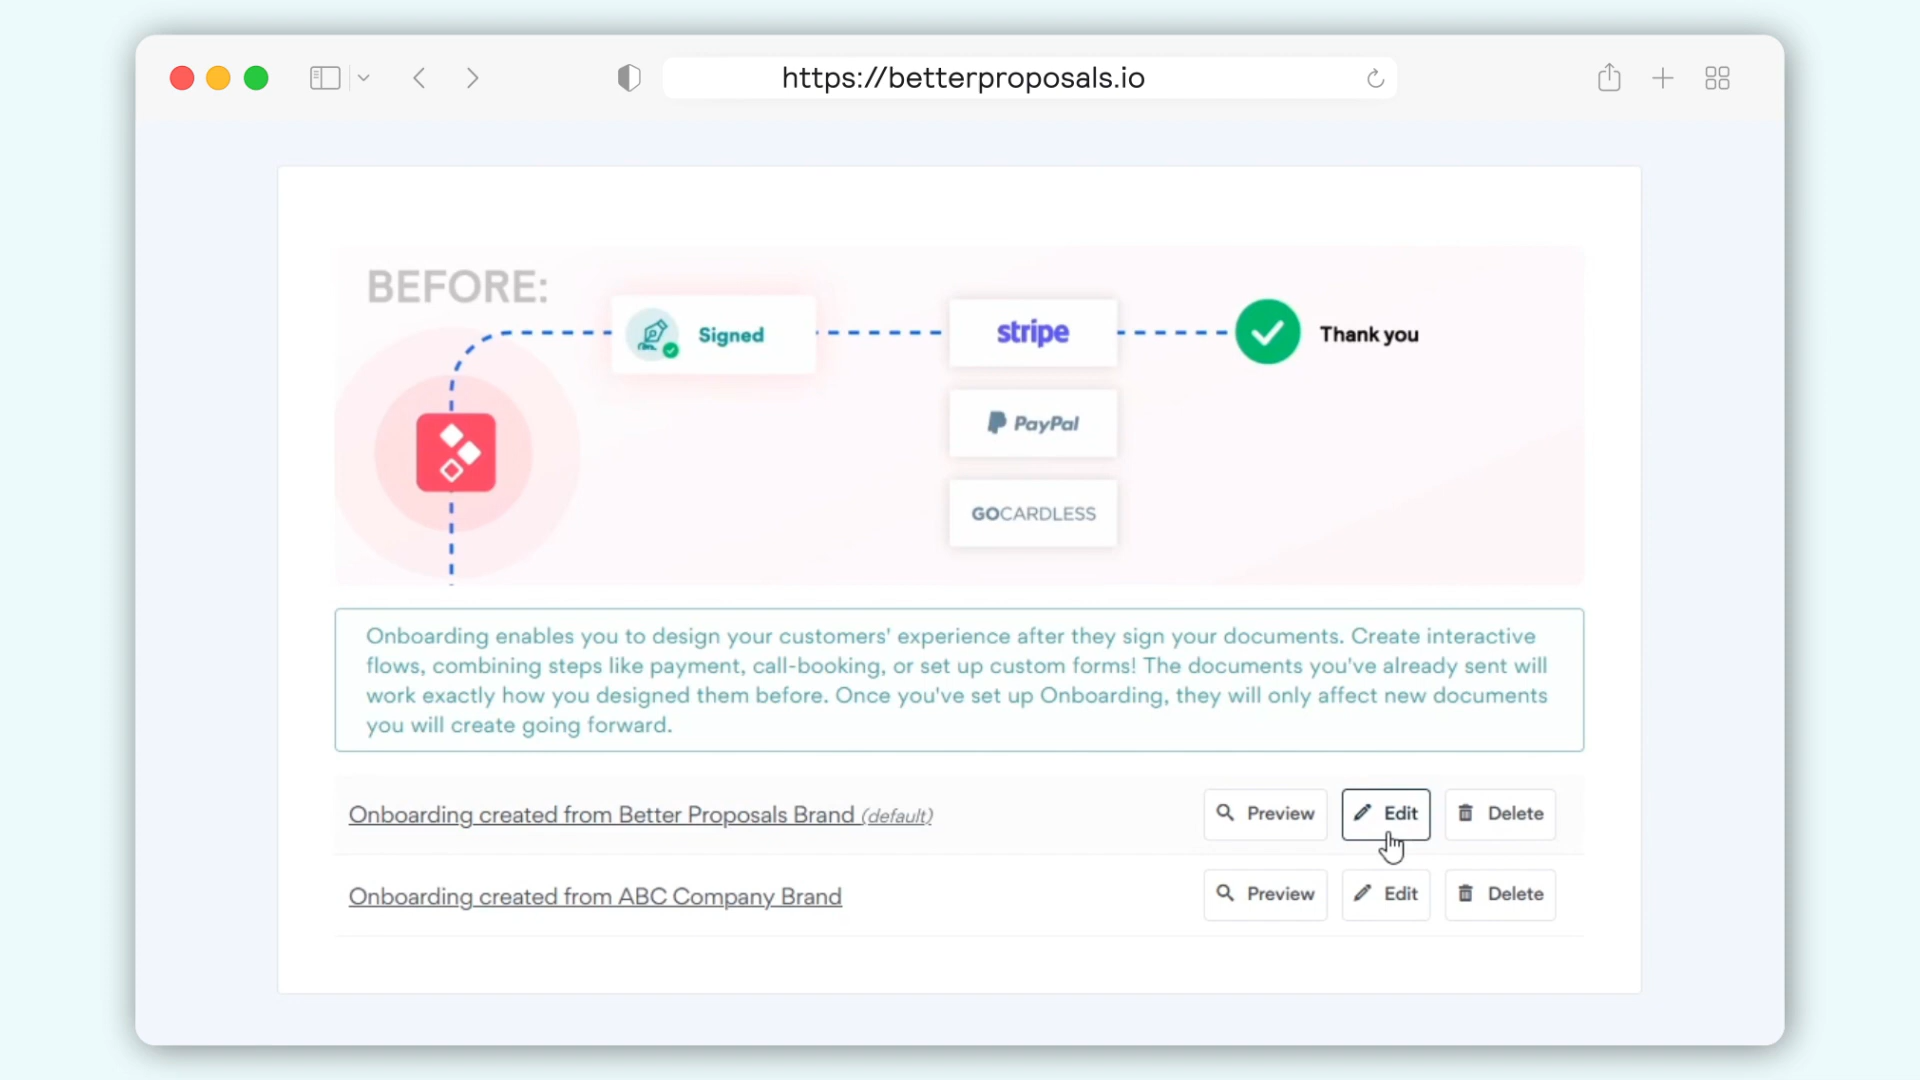 https://betterproposals.io
BEFORE:
Signed
stripe
Thank you
PayPal
GOCARDLESS
Onboarding enables you to design your customers' experience after they sign your documents. Create interactive
flows, combining steps like payment, call-booking, or set up custom forms! The documents you've already sent will
work exactly how you designed them before. Once you've set up Onboarding, they will only affect new documents
you will create going forward.
Onboarding created from Better Proposals Brand (default) Preview Edit Delete
Onboarding created from ABC Company Brand Preview Edit Delete